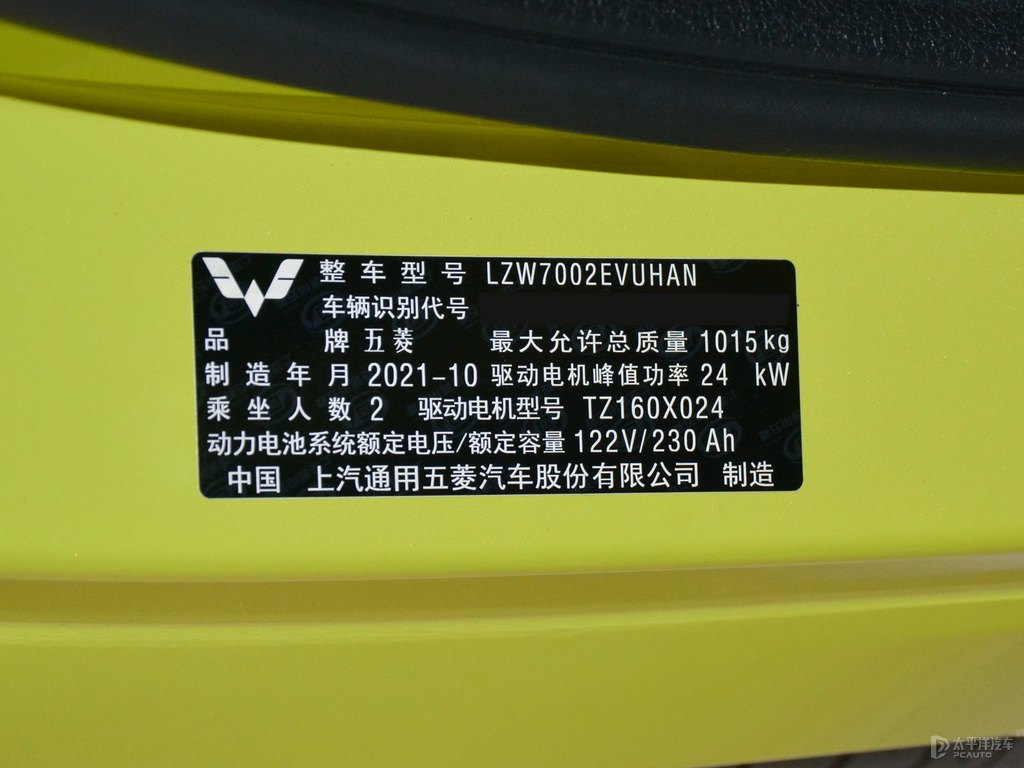 整车型号 LZW7002EVUHAN
车辆识别代号
品牌 五菱 最大允许总质量 1015kg
制造年月 2021-10 驱动电机峰值功率 24 kW
乘坐人数 2 驱动电机型号 TZ160X024
动力电池系统额定电压/额定容量 122V/230 Ah
中国 上汽通用五菱汽车股份有限公司 制造
太平洋汽车
PCAUTO